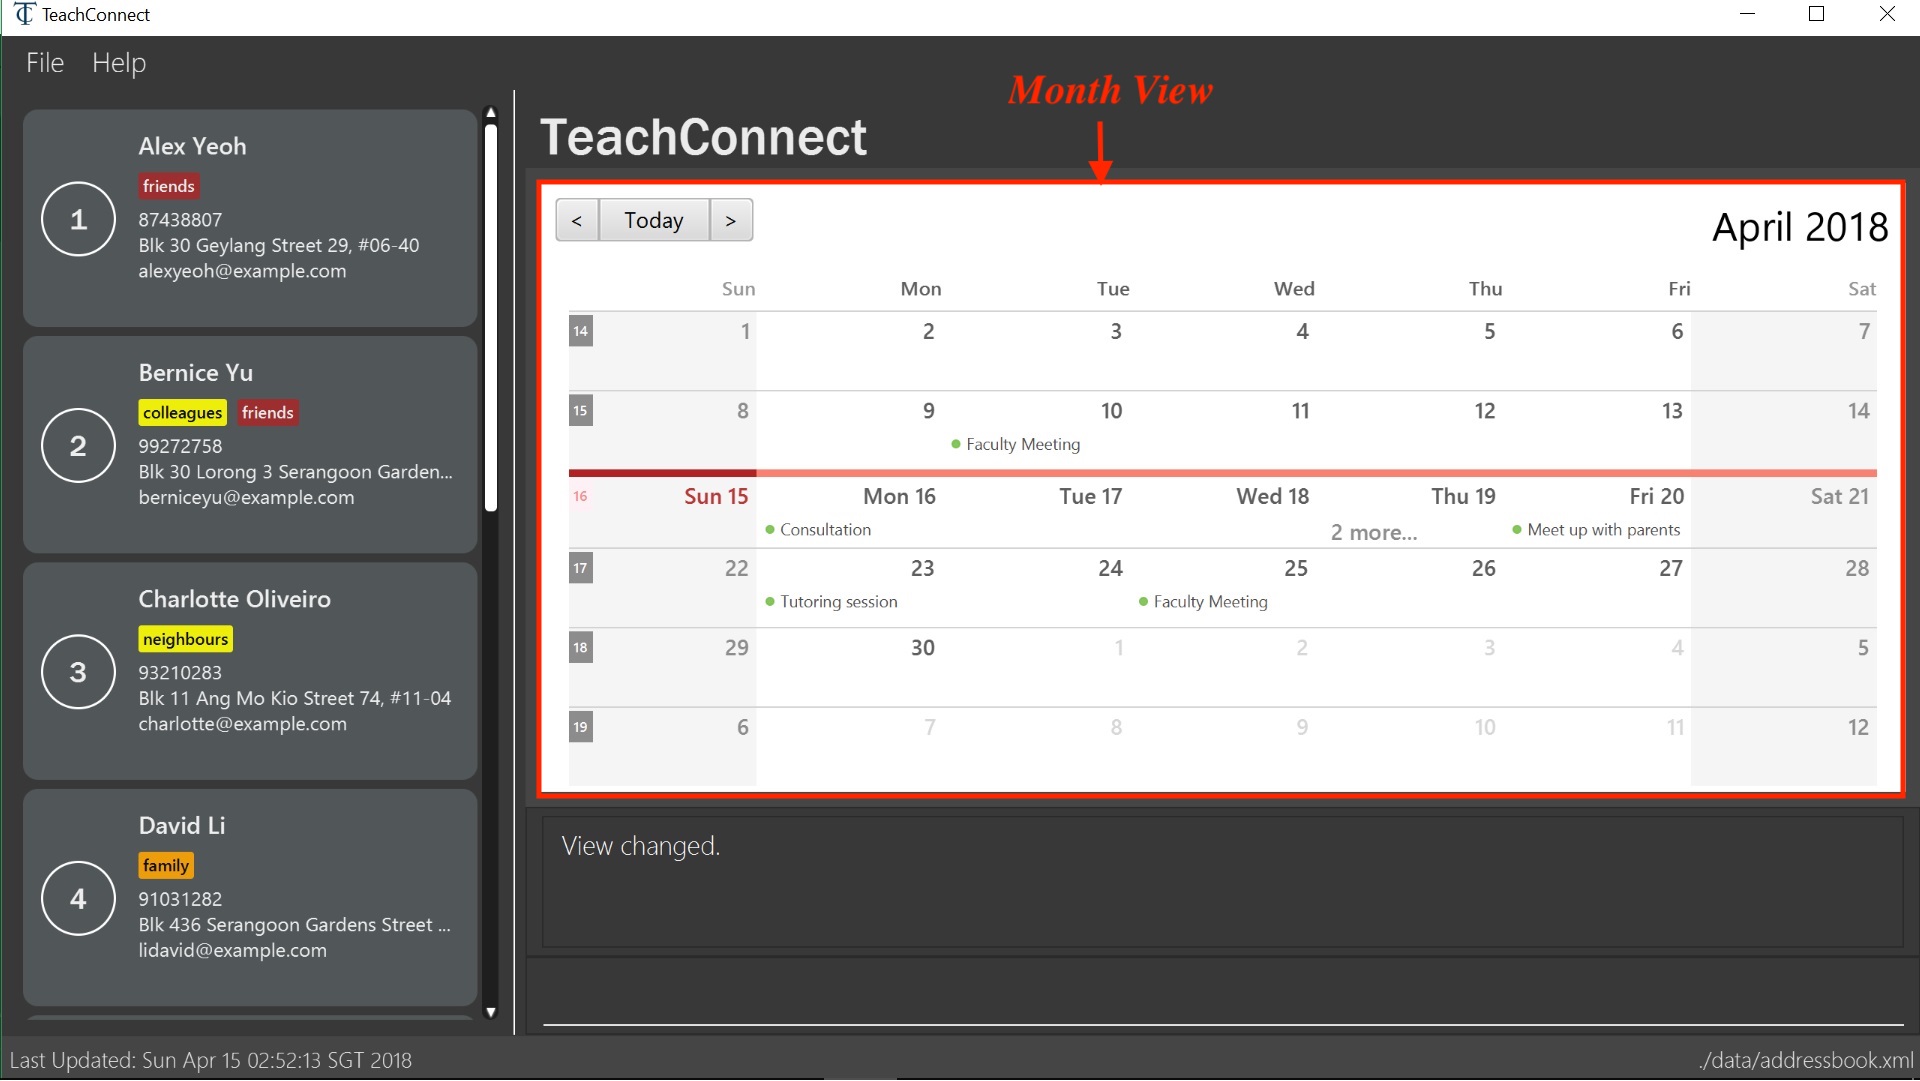 TeachConnect
File Help
Alex Yeoh
friends
1
87438807
Blk 30 Geylang Street 29, #06-40
alexyeoh@example.com
Bernice Yu
colleagues friends
2
99272758
Blk 30 Lorong 3 Serangoon Garden...
berniceyu@example.com
Charlotte Oliveiro
neighbours
3
93210283
Blk 11 Ang Mo Kio Street 74, #11-04
charlotte@example.com
David Li
family
4
91031282
Blk 436 Serangoon Gardens Street ...
lidavid@example.com
Month View
TeachConnect
< Today >
April 2018
Sun Mon Tue Wed Thu Fri Sat
14 1 2 3 4 5 6 7
15 8 9 10 11 12 13 14
Faculty Meeting
16 Sun 15 Mon 16 Tue 17 Wed 18 Thu 19 Fri 20 Sat 21
Consultation 2 more... Meet up with parents
17 22 23 24 25 26 27 28
Tutoring session Faculty Meeting
18 29 30 1 2 3 4 5
19 6 7 8 9 10 11 12
View changed.
Last Updated: Sun Apr 15 02:52:13 SGT 2018
./data/addressbook.xml